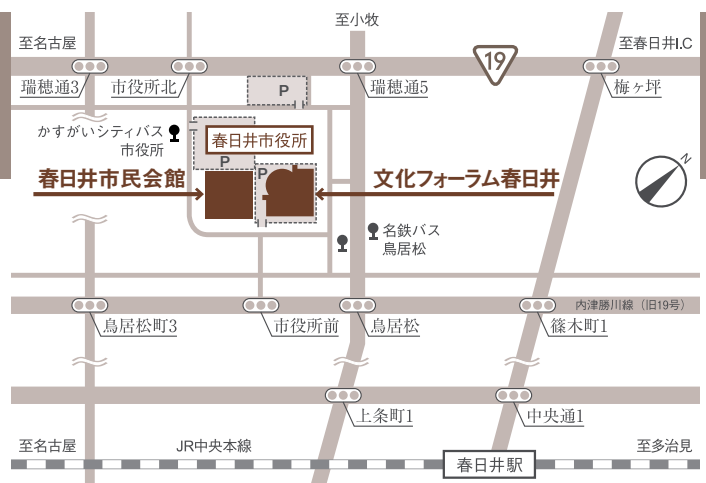 至小牧
至名古屋
19
至春日井I.C
瑞穂通3
市役所北
瑞穂通5
梅ヶ坪
P
かすがいシティバス
市役所
春日井市役所
P
P
春日井市民会館
文化フォーラム春日井
N
名鉄バス
鳥居松
内津勝川線（旧19号）
鳥居松町3
市役所前
鳥居松
篠木町1
上条町1
中央通1
至名古屋
JR中央本線
春日井駅
至多治見